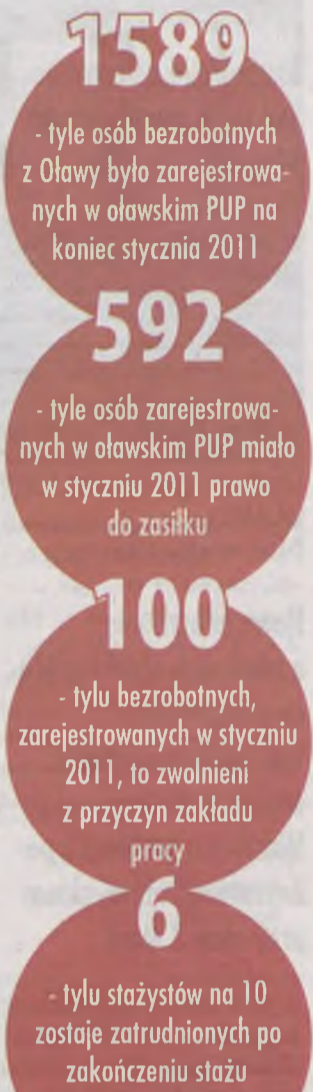 1589
- tyle osób bezrobotnych
z Oławy było zarejestrowa-
nych w oławskim PUP na
koniec stycznia 2011
592
- tyle osób zarejestrowa-
nych w oławskim PUP miało
w styczniu 2011 prawo
do zasiłku
100
- tylu bezrobotnych,
zarejestrowanych w styczniu
2011, to zwolnieni
z przyczyn zakładu
pracy
6
- tylu stażystów na 10
zostaje zatrudnionych po
zakończeniu stażu